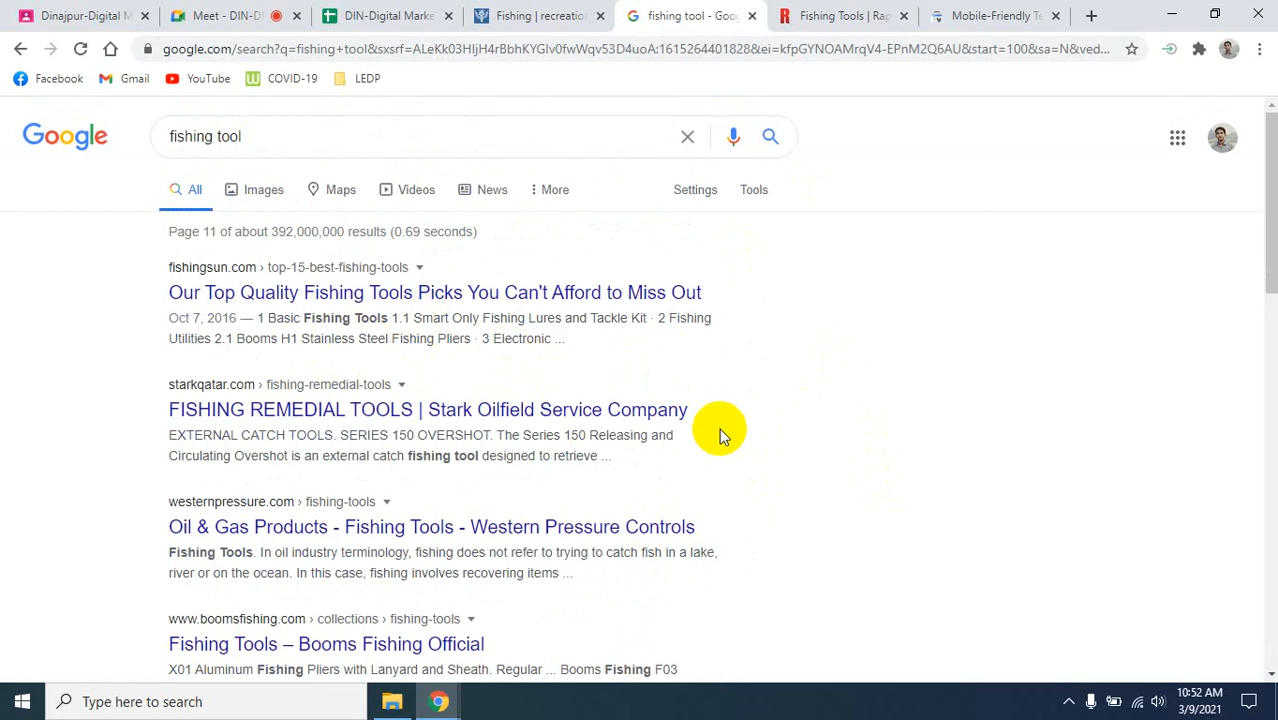 Dinajpur-Digital M
Meet - DIN-D
DIN-Digital Marke
Fishing | recreation
fishing tool - Goo
Fishing Tools | Rap
Mobile-Friendly Te
google.com/search?q=fishing+tool&sxsrf=ALeKk03HIjH4rBbhKYGIv0fwWqv53D4uoA:1615264401828&ei=kfpGYNOAMrqV4-EPnM2Q6AU&start=100&sa=N&ved...
Facebook
Gmail
YouTube
COVID-19
LEDP
Google
fishing tool
All
Images
Maps
Videos
News
More
Settings
Tools
Page 11 of about 392,000,000 results (0.69 seconds)
fishingsun.com › top-15-best-fishing-tools
Our Top Quality Fishing Tools Picks You Can't Afford to Miss Out
Oct 7, 2016 — 1 Basic Fishing Tools 1.1 Smart Only Fishing Lures and Tackle Kit · 2 Fishing
Utilities 2.1 Booms H1 Stainless Steel Fishing Pliers · 3 Electronic ...
starkqatar.com › fishing-remedial-tools
FISHING REMEDIAL TOOLS | Stark Oilfield Service Company
EXTERNAL CATCH TOOLS. SERIES 150 OVERSHOT. The Series 150 Releasing and
Circulating Overshot is an external catch fishing tool designed to retrieve ...
westernpressure.com › fishing-tools
Oil & Gas Products - Fishing Tools - Western Pressure Controls
Fishing Tools. In oil industry terminology, fishing does not refer to trying to catch fish in a lake,
river or on the ocean. In this case, fishing involves recovering items ...
www.boomsfishing.com › collections › fishing-tools
Fishing Tools – Booms Fishing Official
X01 Aluminum Fishing Pliers with Lanyard and Sheath. Regular ... Booms Fishing F03
Type here to search
10:52 AM
3/9/2021